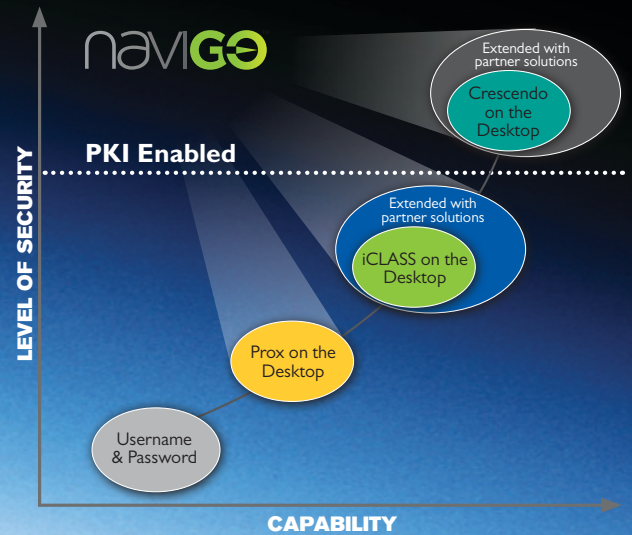 naviGO
Extended with
partner solutions
Crescendo
on the
Desktop
PKI Enabled
Extended with
partner solutions
iCLASS on the
Desktop
Prox on the
Desktop
Username
& Password
LEVEL OF SECURITY
CAPABILITY